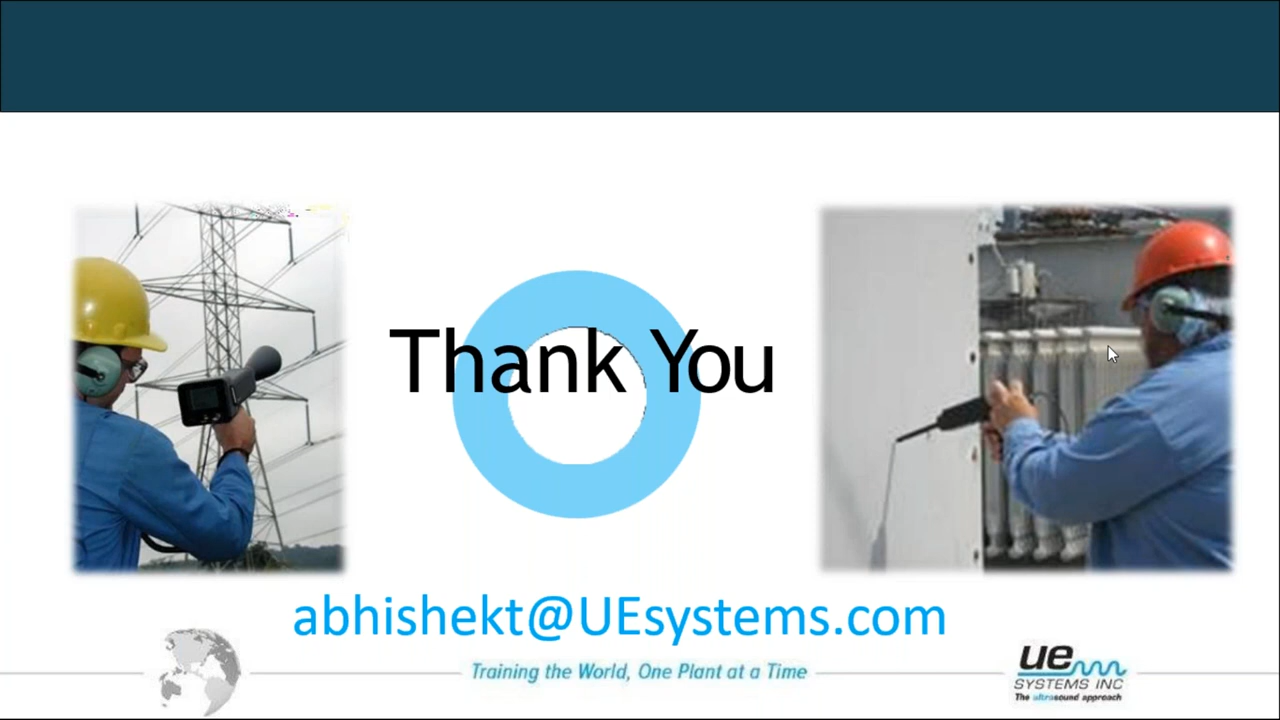 Thank You
abhishekt@UEsystems.com
Training the World, One Plant at a Time
ue
SYSTEMS INC
The ultrasound approach